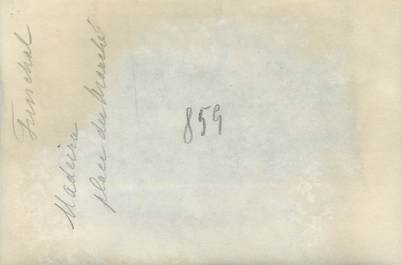 Funchal
Madeira
place du marché
859